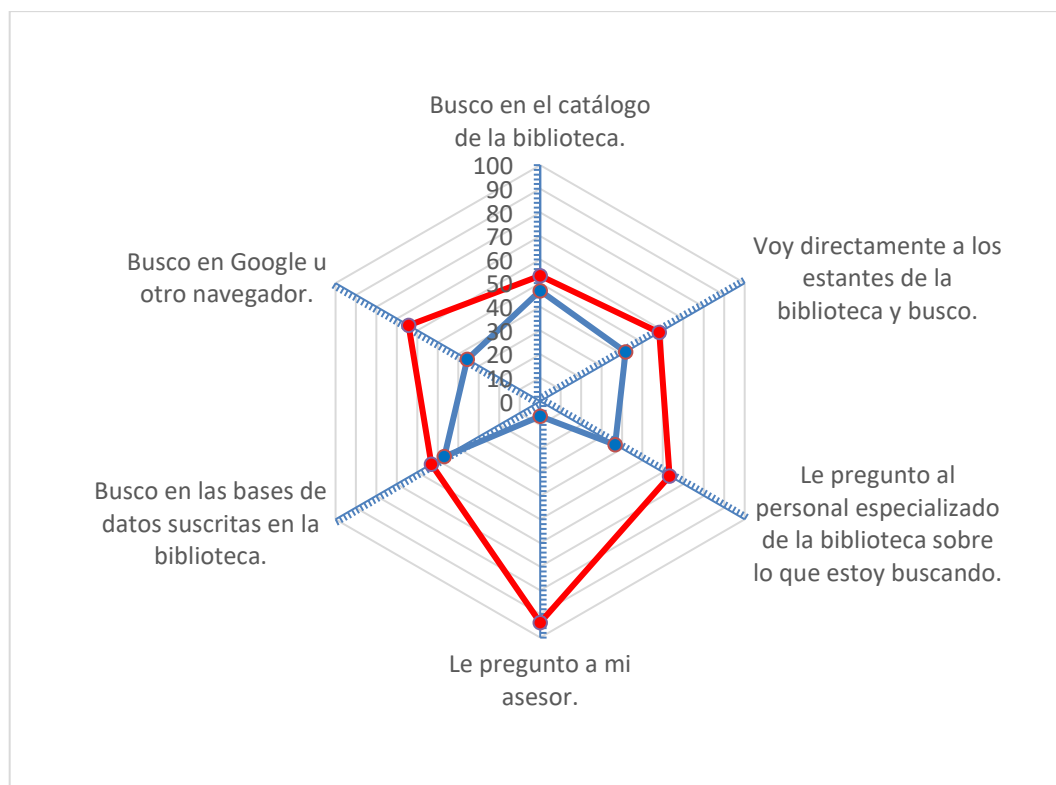 Busco en el catálogo
de la biblioteca.
100
90
80
70
60
50
40
30
20
10
0
Voy directamente a los
estantes de la
biblioteca y busco.
Le pregunto al
personal especializado
de la biblioteca sobre
lo que estoy buscando.
Le pregunto a mi
asesor.
Busco en las bases de
datos suscritas en la
biblioteca.
Busco en Google u
otro navegador.